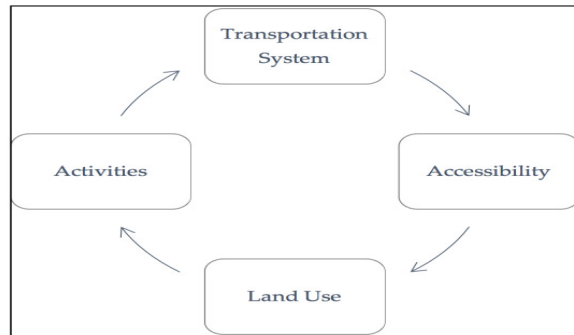 Transportation
System
Activities
Accessibility
Land Use